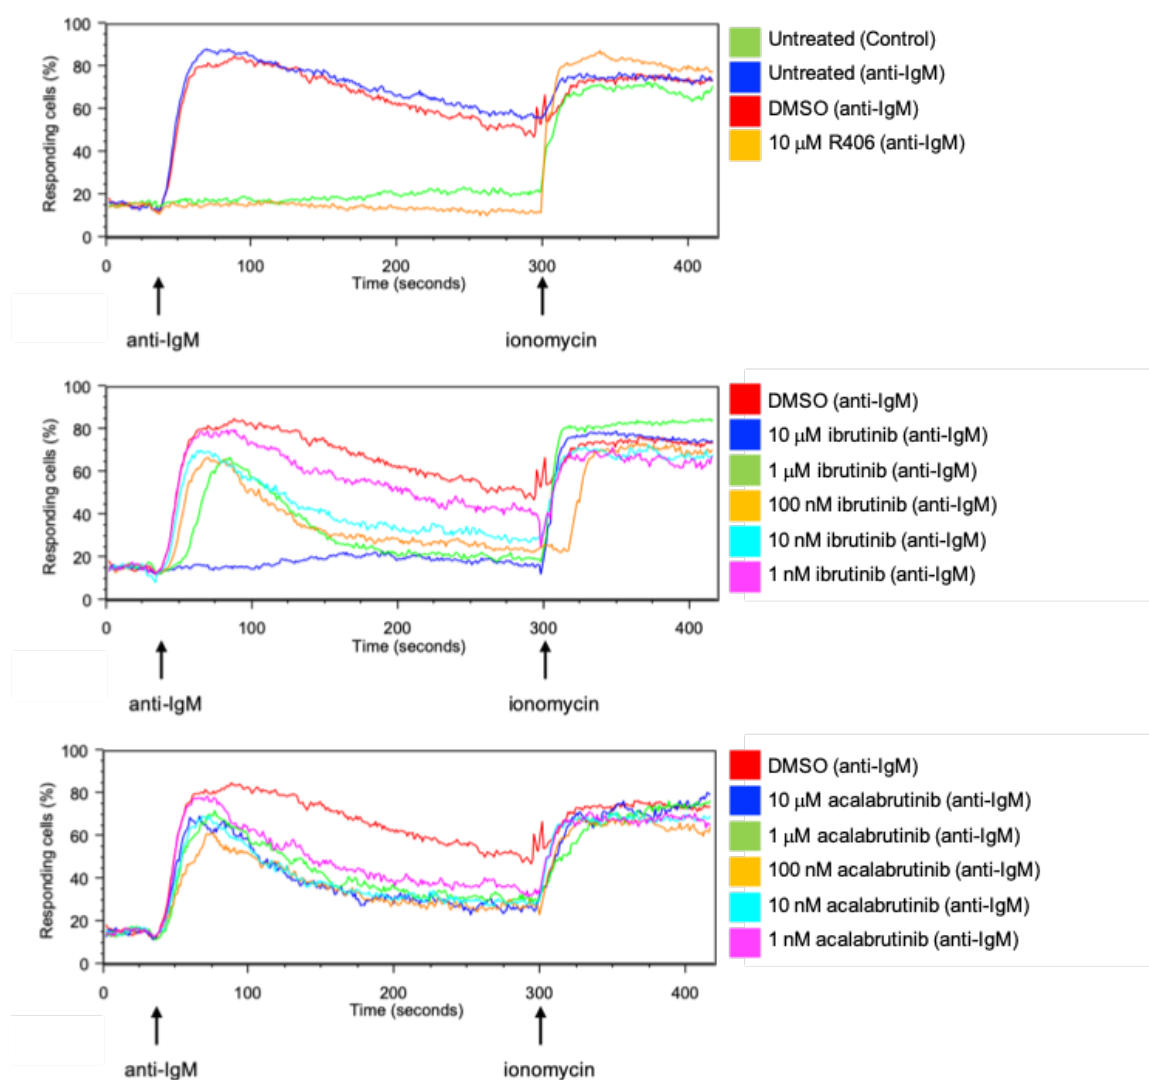 100
80
60
40
20
0
Responding cells (%)
0 100 200 300 400
Time (seconds)
anti-IgM
ionomycin
Untreated (Control)
Untreated (anti-IgM)
DMSO (anti-IgM)
10 μM R406 (anti-IgM)
100
80
60
40
20
0
Responding cells (%)
0 100 200 300 400
Time (seconds)
anti-IgM
ionomycin
DMSO (anti-IgM)
10 μM ibrutinib (anti-IgM)
1 μM ibrutinib (anti-IgM)
100 nM ibrutinib (anti-IgM)
10 nM ibrutinib (anti-IgM)
1 nM ibrutinib (anti-IgM)
100
80
60
40
20
0
Responding cells (%)
0 100 200 300 400
Time (seconds)
anti-IgM
ionomycin
DMSO (anti-IgM)
10 μM acalabrutinib (anti-IgM)
1 μM acalabrutinib (anti-IgM)
100 nM acalabrutinib (anti-IgM)
10 nM acalabrutinib (anti-IgM)
1 nM acalabrutinib (anti-IgM)